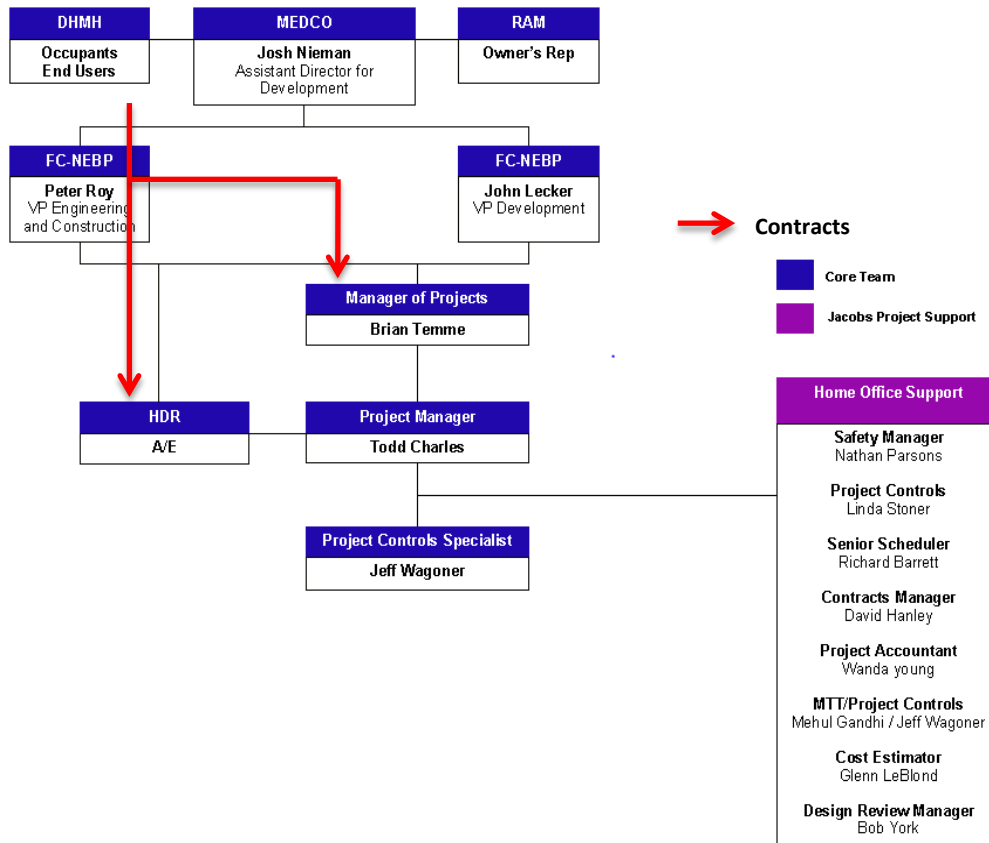 DHMH
Occupants
End Users
MEDCO
Josh Nieman
Assistant Director for
Development
RAM
Owner's Rep
FC-NEBP
Peter Roy
VP Engineering
and Construction
FC-NEBP
John Lecker
VP Development
Contracts
Core Team
Jacobs Project Support
Manager of Projects
Brian Temme
HDR
A/E
Project Manager
Todd Charles
Project Controls Specialist
Jeff Wagoner
Home Office Support
Safety Manager
Nathan Parsons
Project Controls
Linda Stoner
Senior Scheduler
Richard Barrett
Contracts Manager
David Hanley
Project Accountant
Wanda young
MTT/Project Controls
Mehul Gandhi / Jeff Wagoner
Cost Estimator
Glenn LeBlond
Design Review Manager
Bob York